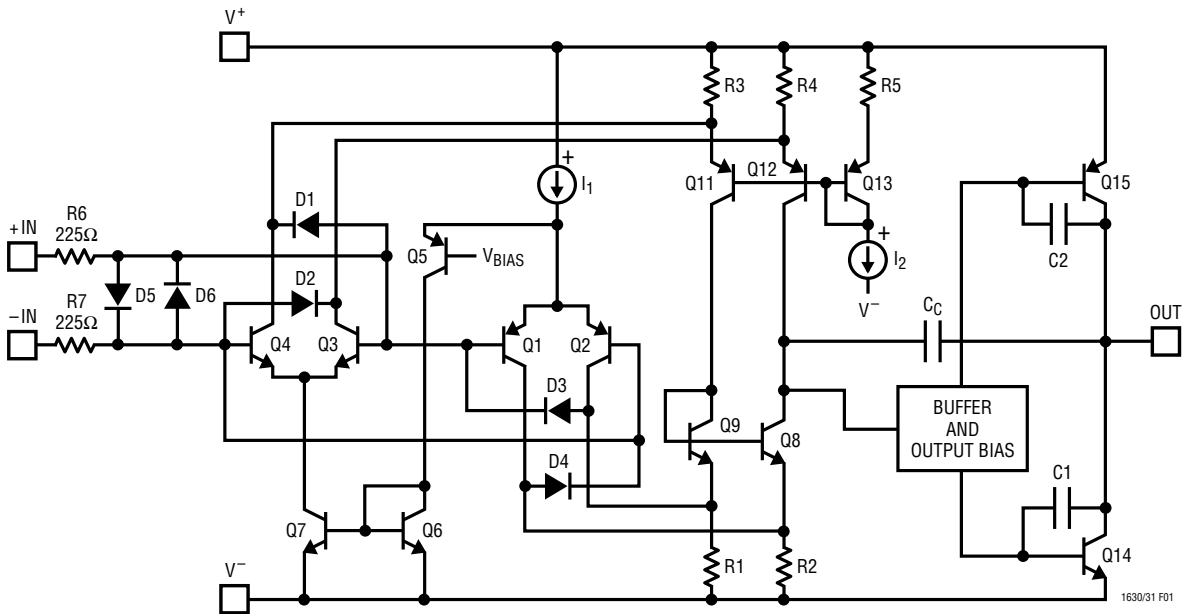 V+
R3
R4
R5
+
I1
Q11
Q12
Q13
Q15
D1
+IN
R6
225Ω
Q5
VBIAS
C2
+
I2
D2
D5
D6
V−
CC
OUT
R7
225Ω
−IN
Q4
Q3
Q1
Q2
D3
Q9
Q8
BUFFER
AND
OUTPUT BIAS
D4
C1
Q7
Q6
Q14
R1
R2
V−
1630/31 F01